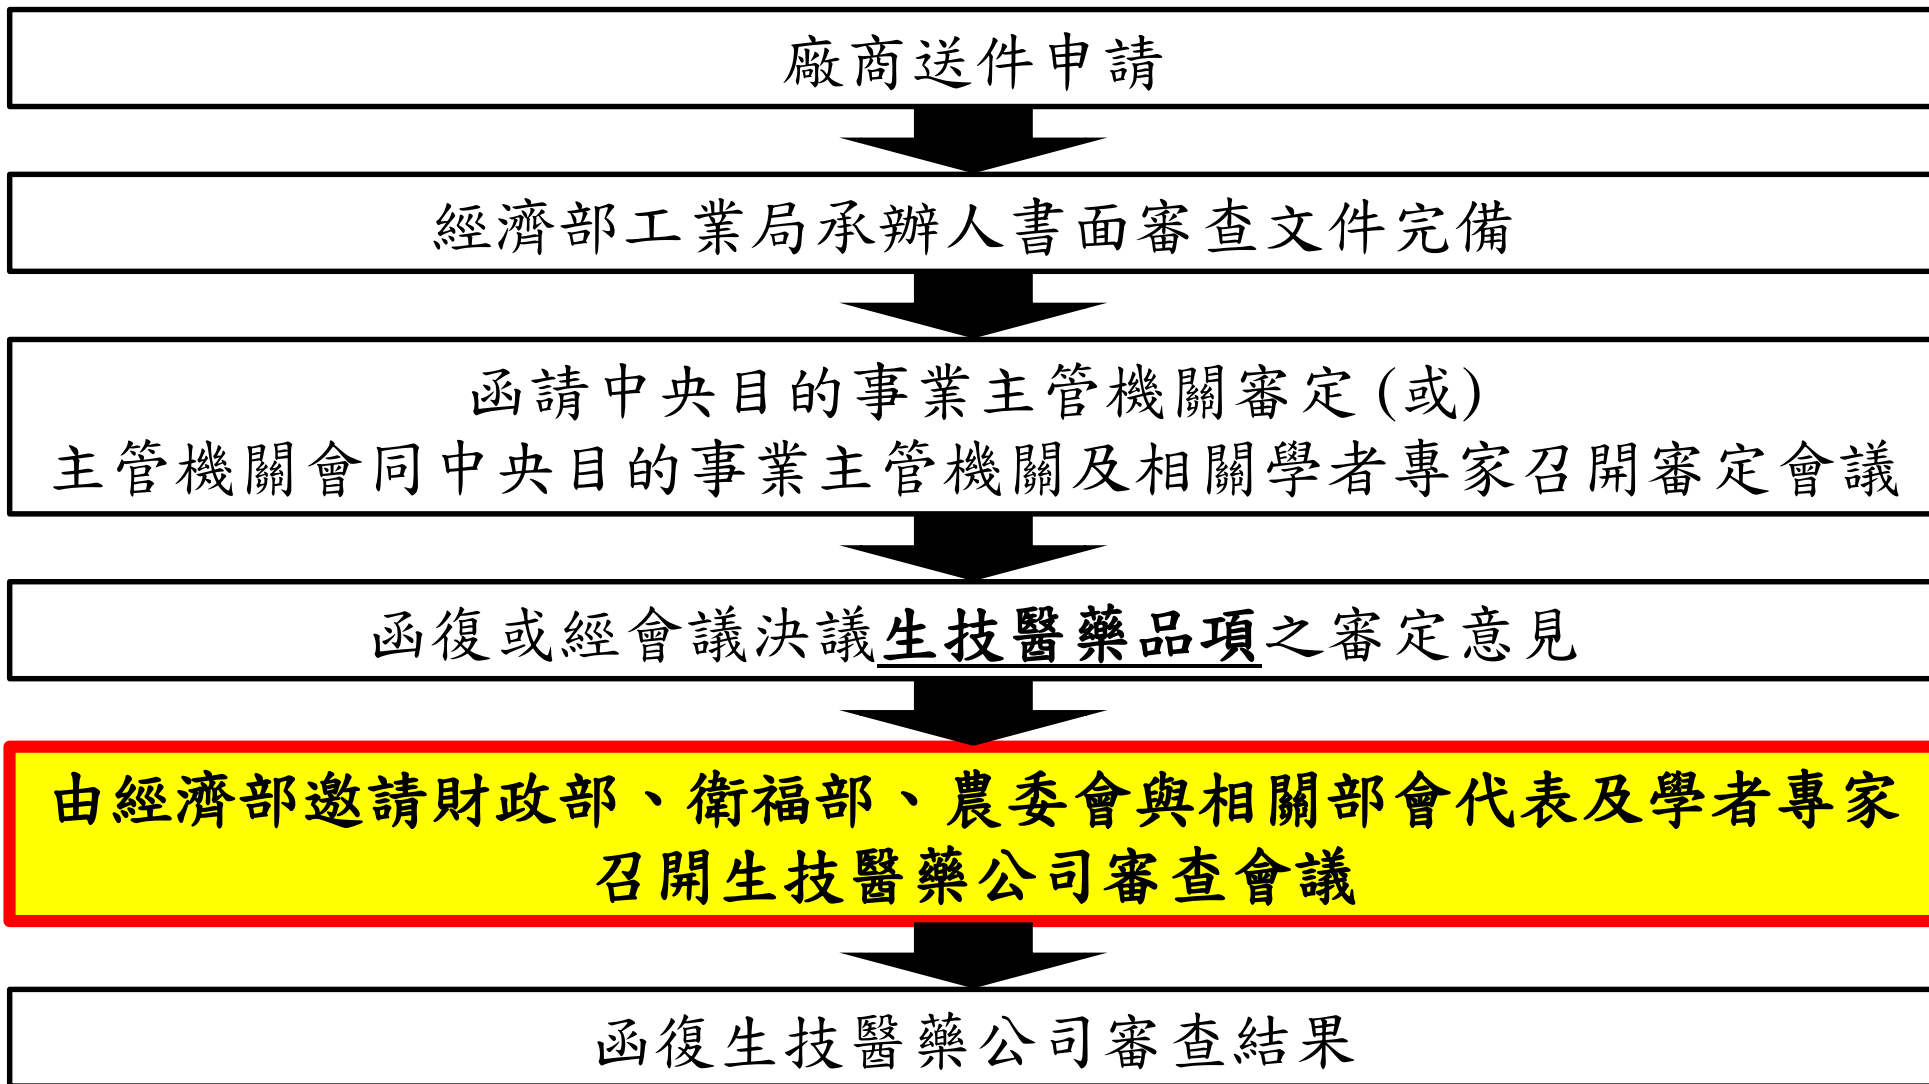 廠商送件申請
經濟部工業局承辦人書面審查文件完備
函請中央目的事業主管機關審定(或)
主管機關會同中央目的事業主管機關及相關學者專家召開審定會議
函復或經會議決議生技醫藥品項之審定意見
由經濟部邀請財政部、衛福部、農委會與相關部會代表及學者專家
召開生技醫藥公司審查會議
函復生技醫藥公司審查結果